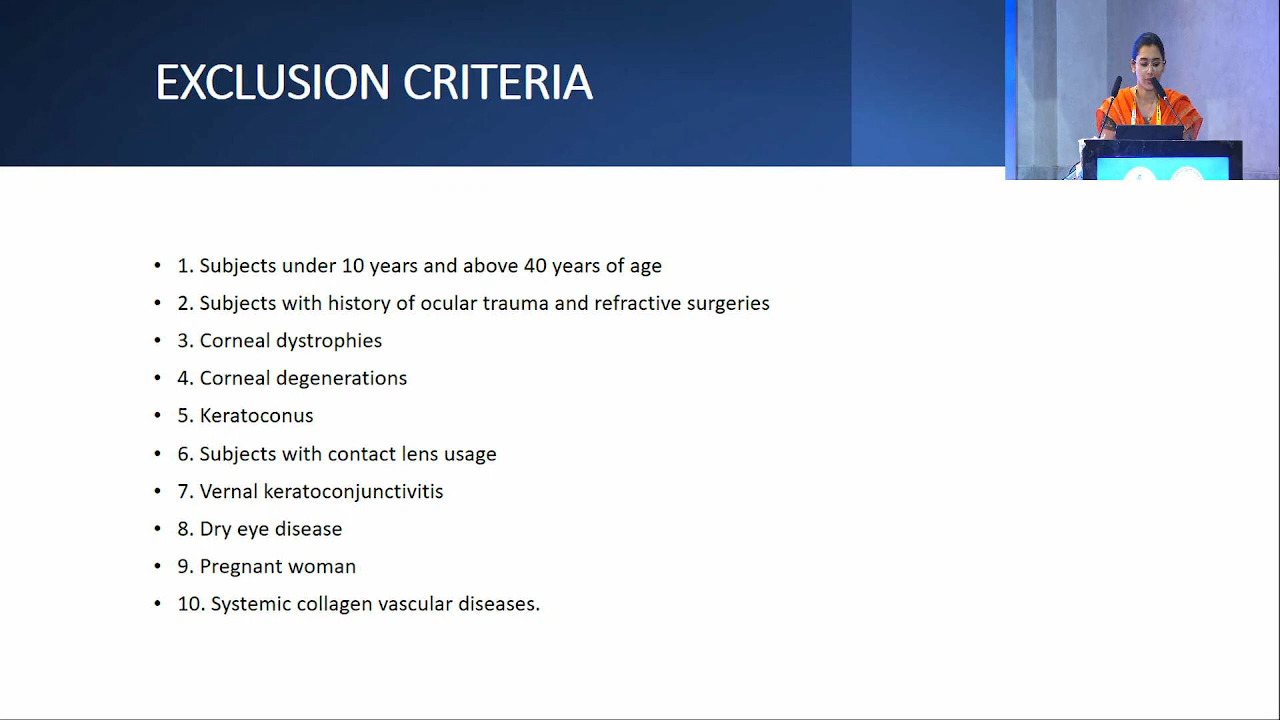 EXCLUSION CRITERIA
• 1. Subjects under 10 years and above 40 years of age
• 2. Subjects with history of ocular trauma and refractive surgeries
• 3. Corneal dystrophies
• 4. Corneal degenerations
• 5. Keratoconus
• 6. Subjects with contact lens usage
• 7. Vernal keratoconjunctivitis
• 8. Dry eye disease
• 9. Pregnant woman
• 10. Systemic collagen vascular diseases.